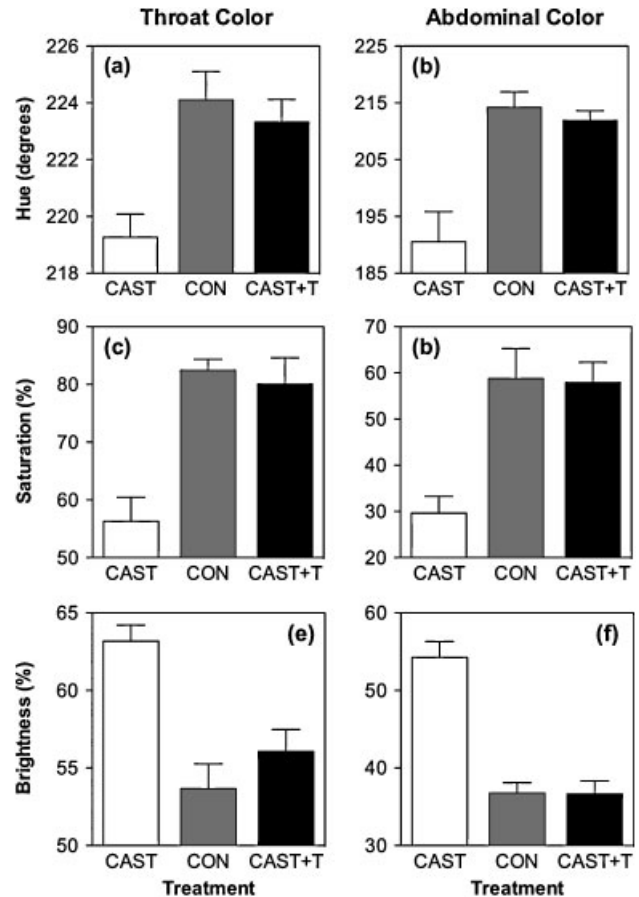 Throat Color
Abdominal Color
Hue (degrees)
226
224
222
220
218
(a)
CAST CON CAST+T
225
215
205
195
185
(b)
CAST CON CAST+T
Saturation (%)
90
80
70
60
50
(c)
CAST CON CAST+T
70
60
50
40
30
20
(b)
CAST CON CAST+T
Brightness (%)
65
60
55
50
(e)
CAST CON CAST+T
Treatment
60
50
40
30
(f)
CAST CON CAST+T
Treatment